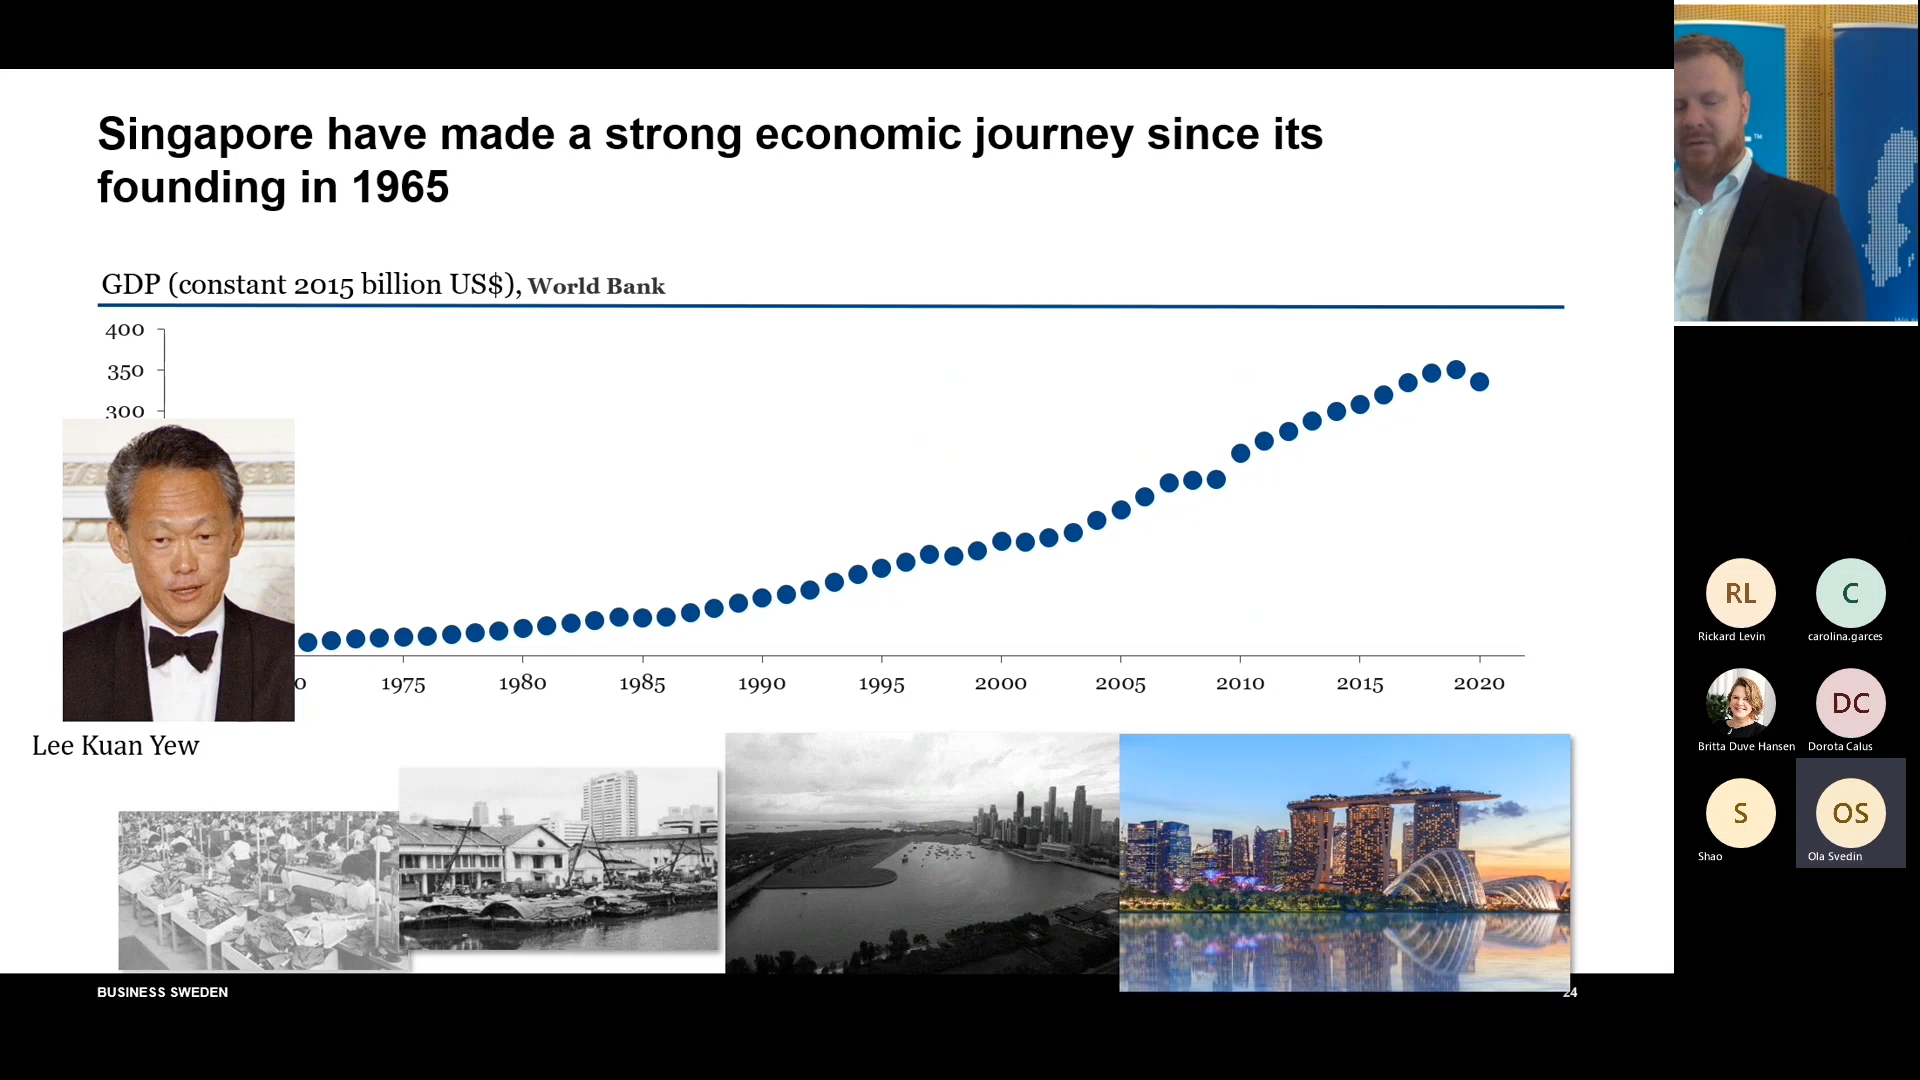 Singapore have made a strong economic journey since its
founding in 1965
GDP (constant 2015 billion US$), World Bank
400
350
300
0
1975
1980
1985
1990
1995
2000
2005
2010
2015
2020
Lee Kuan Yew
BUSINESS SWEDEN
24
TM
RL
Rickard Levin
C
carolina.garces
Britta Duve Hansen
DC
Dorota Calus
S
Shao
OS
Ola Svedin